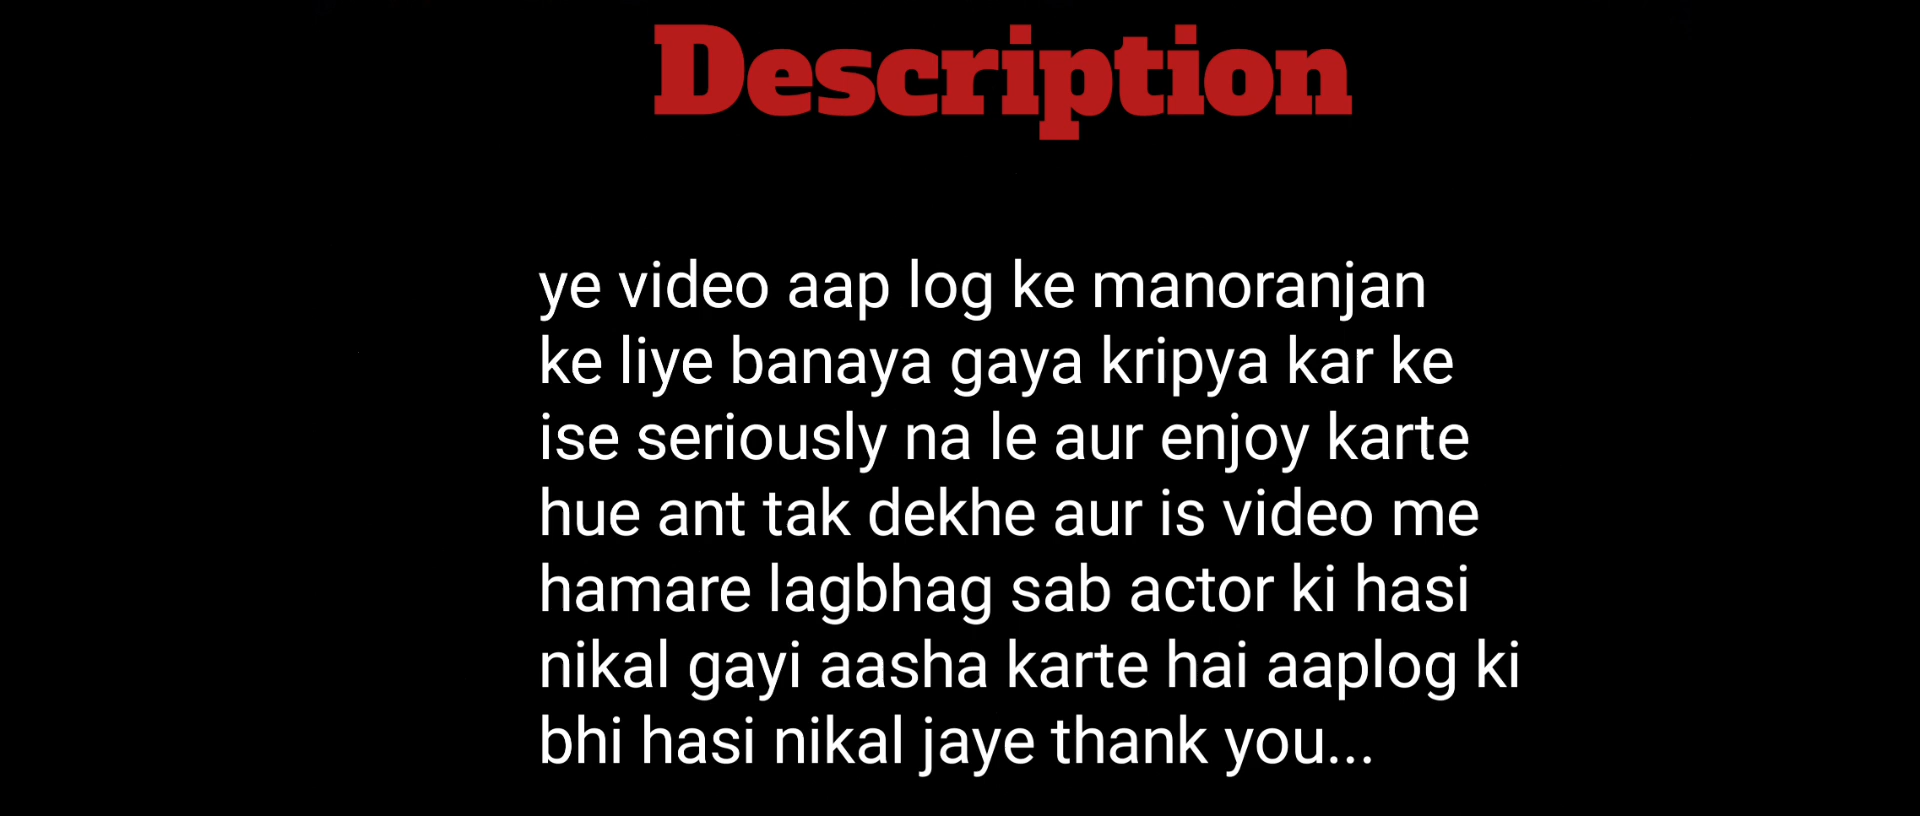 Description
ye video aap log ke manoranjan
ke liye banaya gaya kripya kar ke
ise seriously na le aur enjoy karte
hue ant tak dekhe aur is video me
hamare lagbhag sab actor ki hasi
nikal gayi aasha karte hai aaplog ki
bhi hasi nikal jaye thank you...